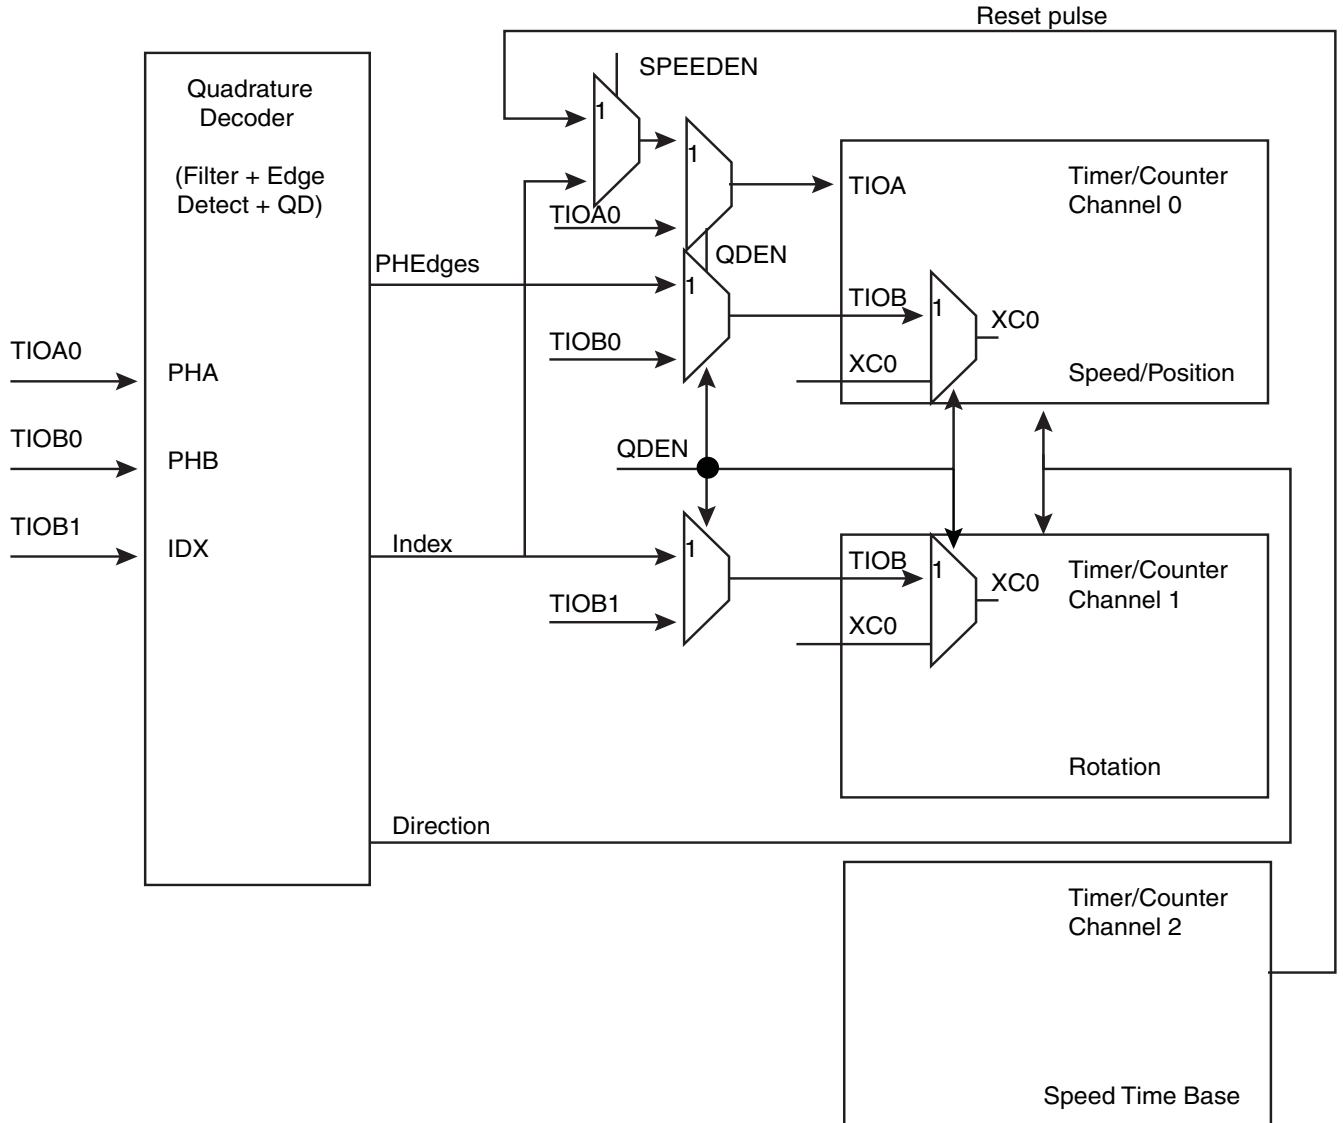 Reset pulse
SPEEDEN
Quadrature
Decoder
(Filter + Edge
Detect + QD)
1
1
TIOA
Timer/Counter
Channel 0
TIOA0
QDEN
PHEdges
1
TIOB
1
XC0
TIOB0
XC0
Speed/Position
TIOA0
PHA
TIOB0
PHB
QDEN
TIOB1
IDX
Index
1
TIOB
1
XC0
Timer/Counter
Channel 1
TIOB1
XC0
Rotation
Direction
Timer/Counter
Channel 2
Speed Time Base